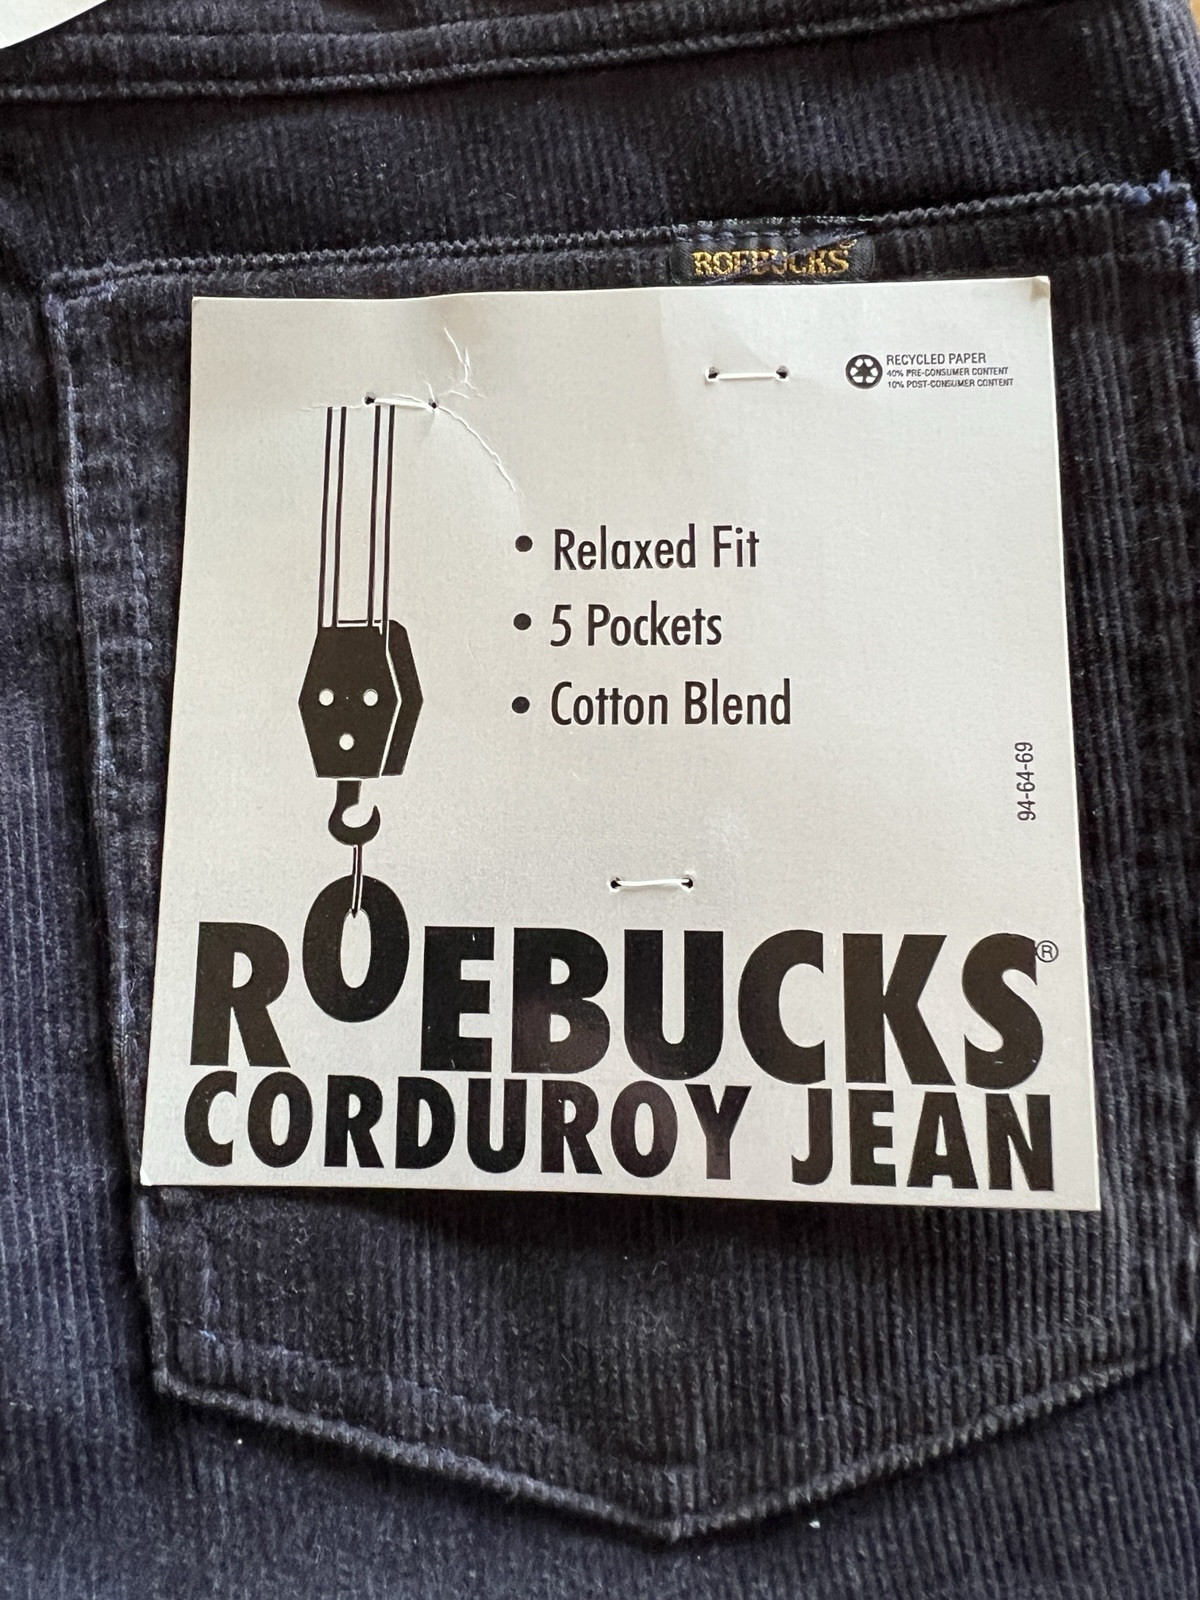 ROEBUCKS
RECYCLED PAPER
40% PRE-CONSUMER CONTENT
10% POST-CONSUMER CONTENT
• Relaxed Fit
• 5 Pockets
• Cotton Blend
94-64-69
ROEBUCKS®
CORDUROY JEAN